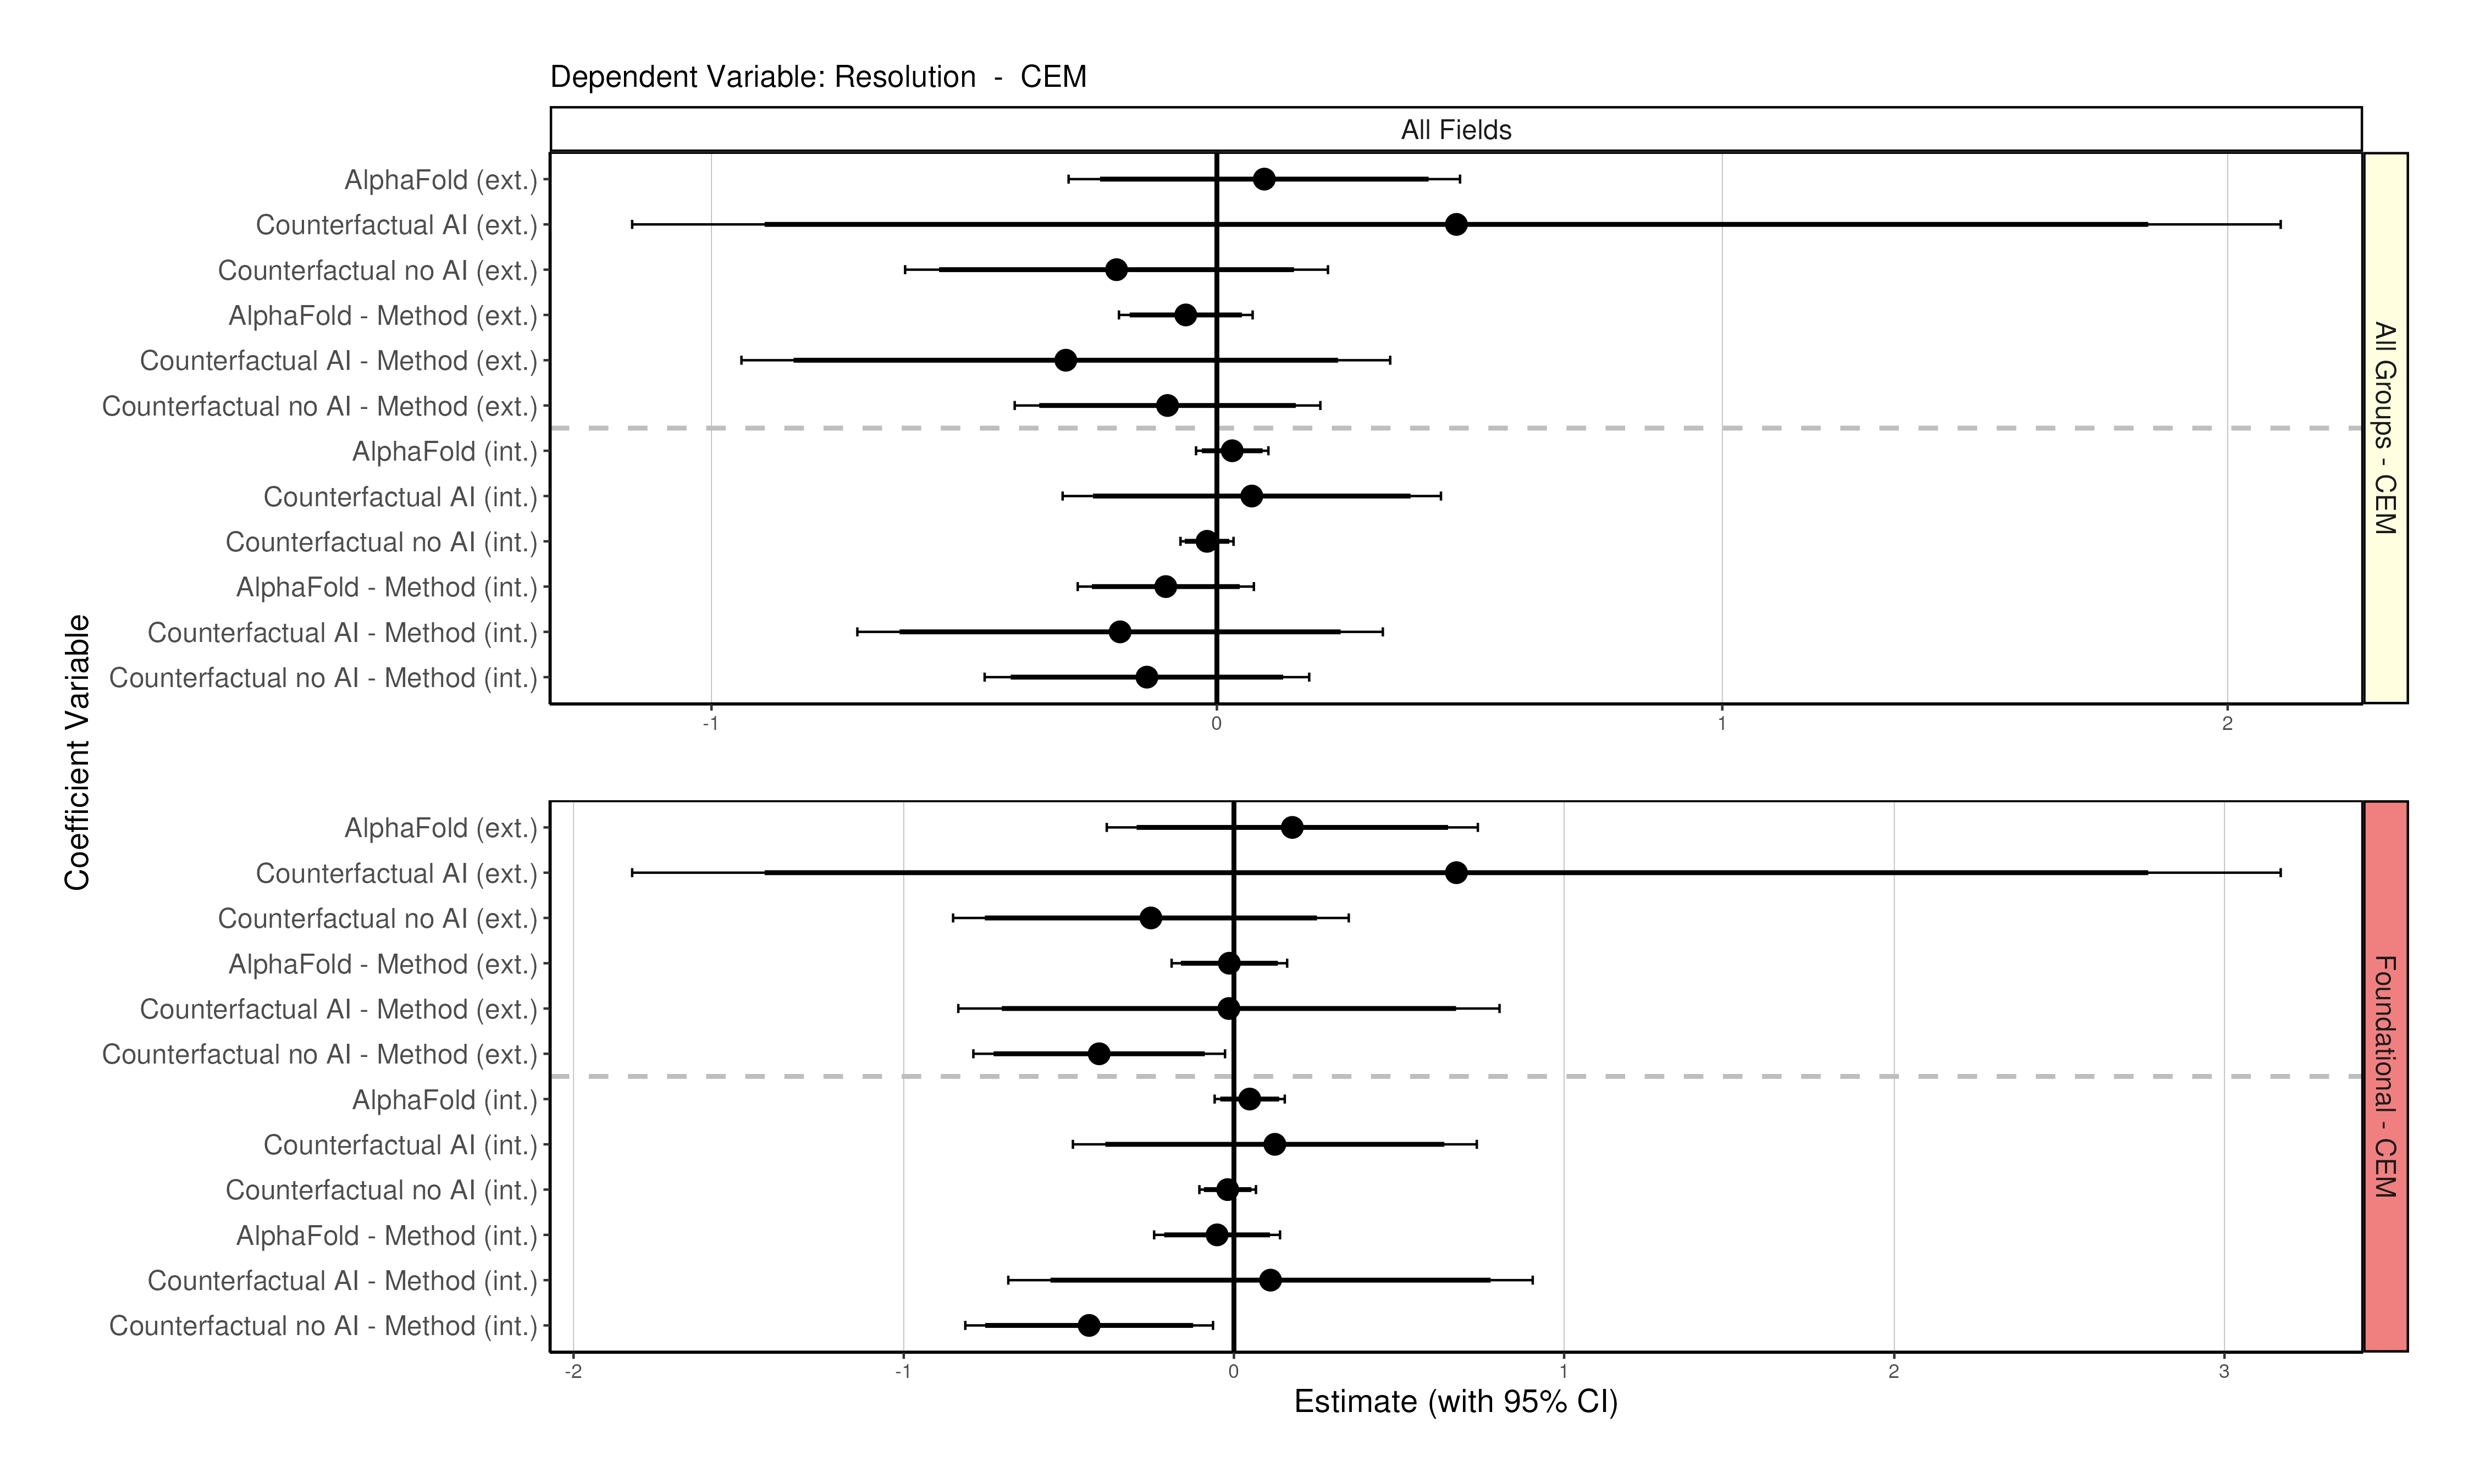 Dependent Variable: Resolution  -  CEM
All Fields
AlphaFold (ext.)
Counterfactual AI (ext.)
Counterfactual no AI (ext.)
AlphaFold - Method (ext.)
Counterfactual AI - Method (ext.)
Counterfactual no AI - Method (ext.)
AlphaFold (int.)
Counterfactual AI (int.)
Counterfactual no AI (int.)
AlphaFold - Method (int.)
Counterfactual AI - Method (int.)
Counterfactual no AI - Method (int.)
All Groups - CEM
-1 0 1 2
Coefficient Variable
AlphaFold (ext.)
Counterfactual AI (ext.)
Counterfactual no AI (ext.)
AlphaFold - Method (ext.)
Counterfactual AI - Method (ext.)
Counterfactual no AI - Method (ext.)
AlphaFold (int.)
Counterfactual AI (int.)
Counterfactual no AI (int.)
AlphaFold - Method (int.)
Counterfactual AI - Method (int.)
Counterfactual no AI - Method (int.)
Foundational - CEM
-2 -1 0 1 2 3
Estimate (with 95% CI)